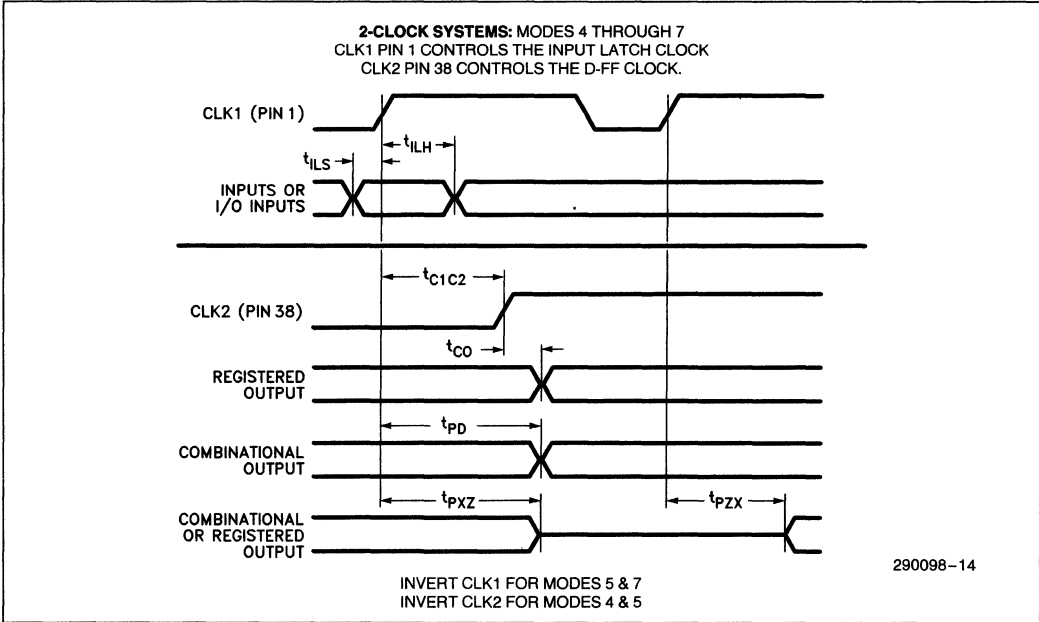 2-CLOCK SYSTEMS: MODES 4 THROUGH 7
CLK1 PIN 1 CONTROLS THE INPUT LATCH CLOCK
CLK2 PIN 38 CONTROLS THE D-FF CLOCK.
CLK1 (PIN 1)
tILH
tILS
INPUTS OR
I/O INPUTS
tC1C2
CLK2 (PIN 38)
tCO
REGISTERED
OUTPUT
tPD
COMBINATIONAL
OUTPUT
tPXZ
tPZX
COMBINATIONAL
OR REGISTERED
OUTPUT
290098–14
INVERT CLK1 FOR MODES 5 & 7
INVERT CLK2 FOR MODES 4 & 5